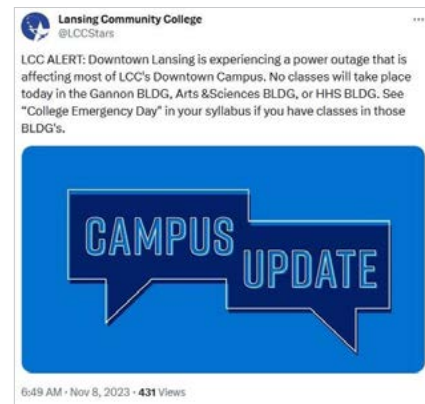 Lansing Community College
@LCCStars
LCC ALERT: Downtown Lansing is experiencing a power outage that is
affecting most of LCC's Downtown Campus. No classes will take place
today in the Gannon BLDG, Arts &Sciences BLDG, or HHS BLDG. See
"College Emergency Day" in your syllabus if you have classes in those
BLDG's.
CAMPUS
UPDATE
6:49 AM · Nov 8, 2023 · 431 Views